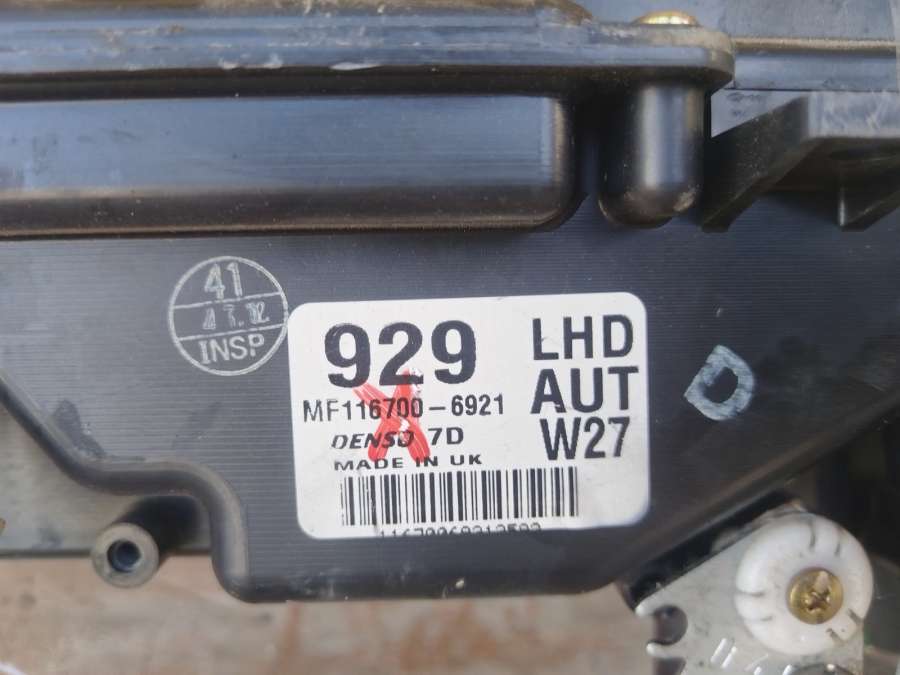 41
INSP
929
MF116700-6921
DENSO 7D
MADE IN UK
LHD
AUT
W27
D